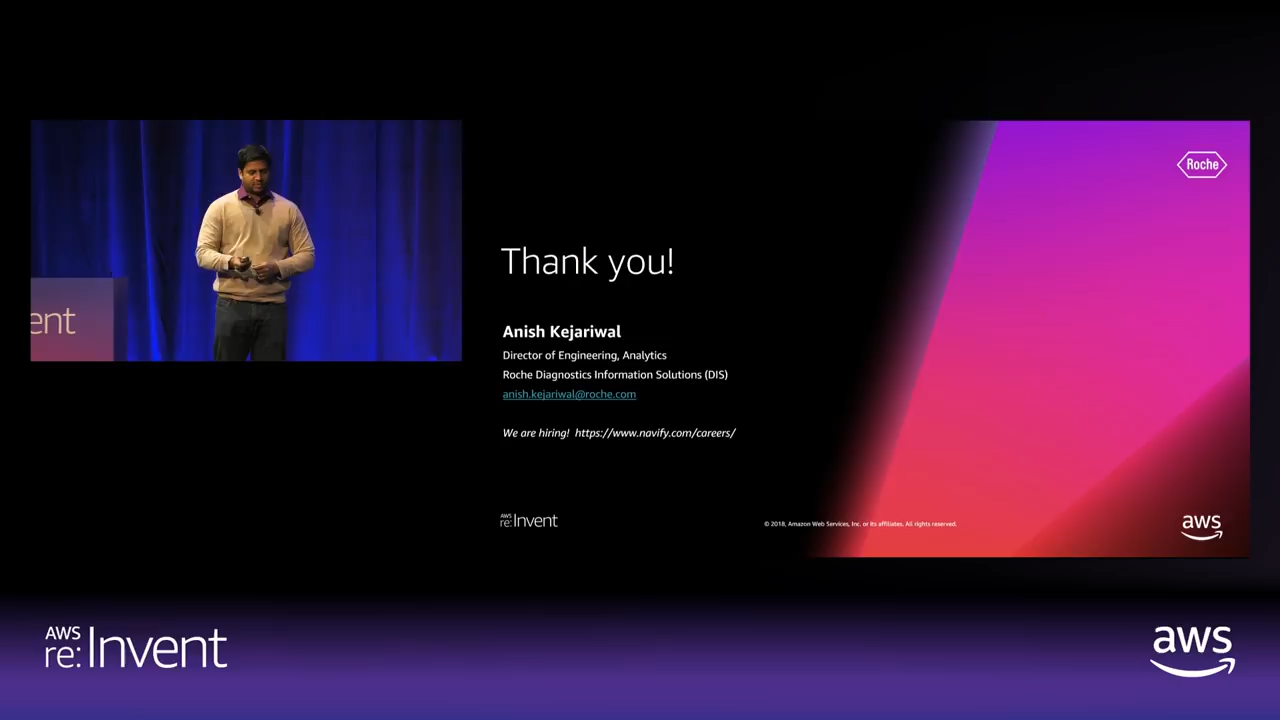 ent
Roche
Thank you!
Anish Kejariwal
Director of Engineering, Analytics
Roche Diagnostics Information Solutions (DIS)
anish.kejariwal@roche.com
We are hiring! https://www.navify.com/careers/
AWS
re:Invent
© 2018, Amazon Web Services, Inc. or its affiliates. All rights reserved.
aws
AWS
re:Invent
aws